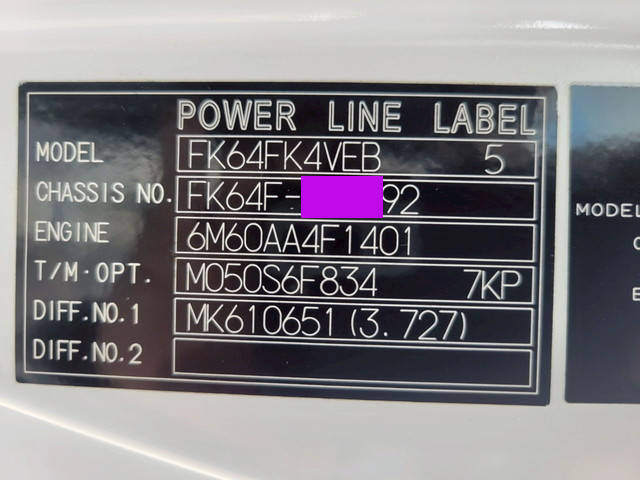 POWER LINE LABEL
MODEL FK64FK4VEB 5
CHASSIS NO. FK64F- 92
ENGINE 6M60AA4F1401
T/M·OPT. M050S6F834 7KP
DIFF.NO.1 MK610651(3.727)
DIFF.NO.2
MODEL